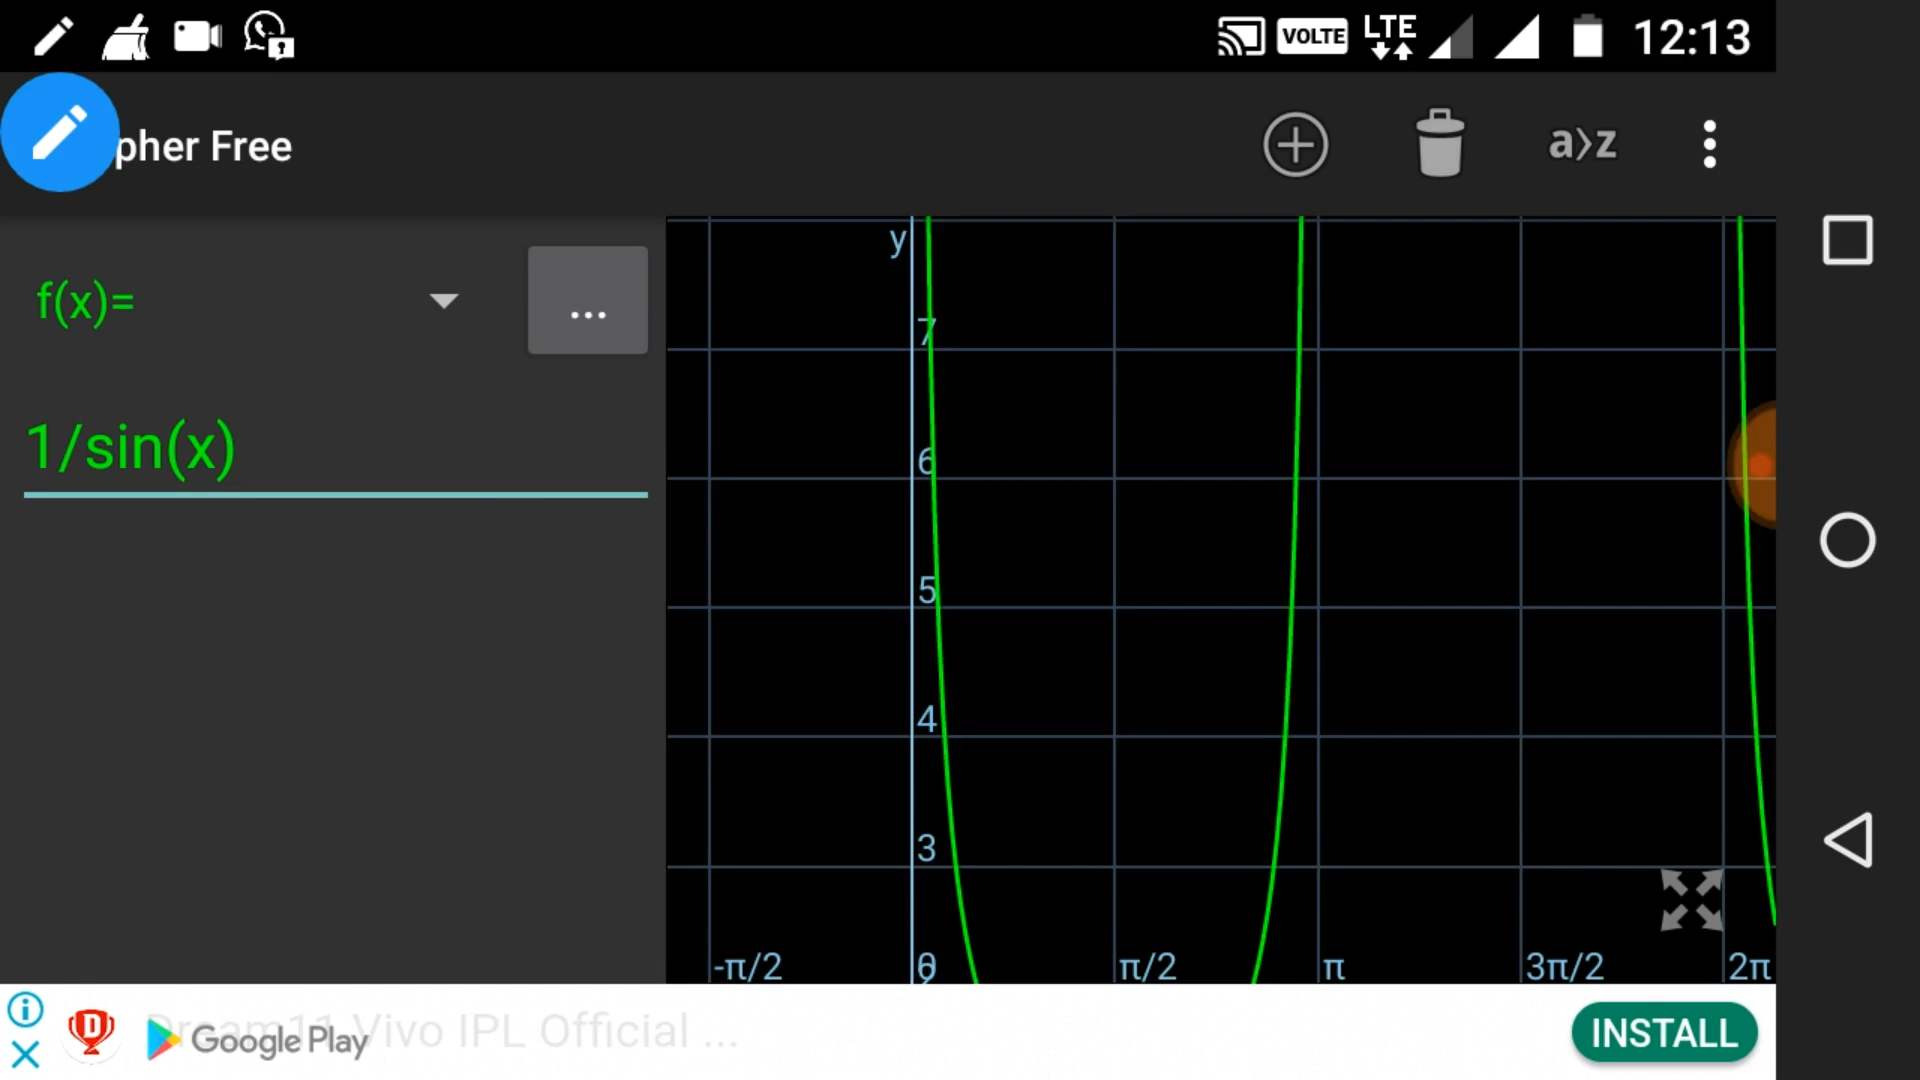 VOLTE LTE 12:13
pher Free
a>z
f(x)=
...
1/sin(x)
y
7
6
5
4
3
-π/2 0 π/2 π 3π/2 2π
Dream11 Vivo IPL Official ...
Google Play
INSTALL